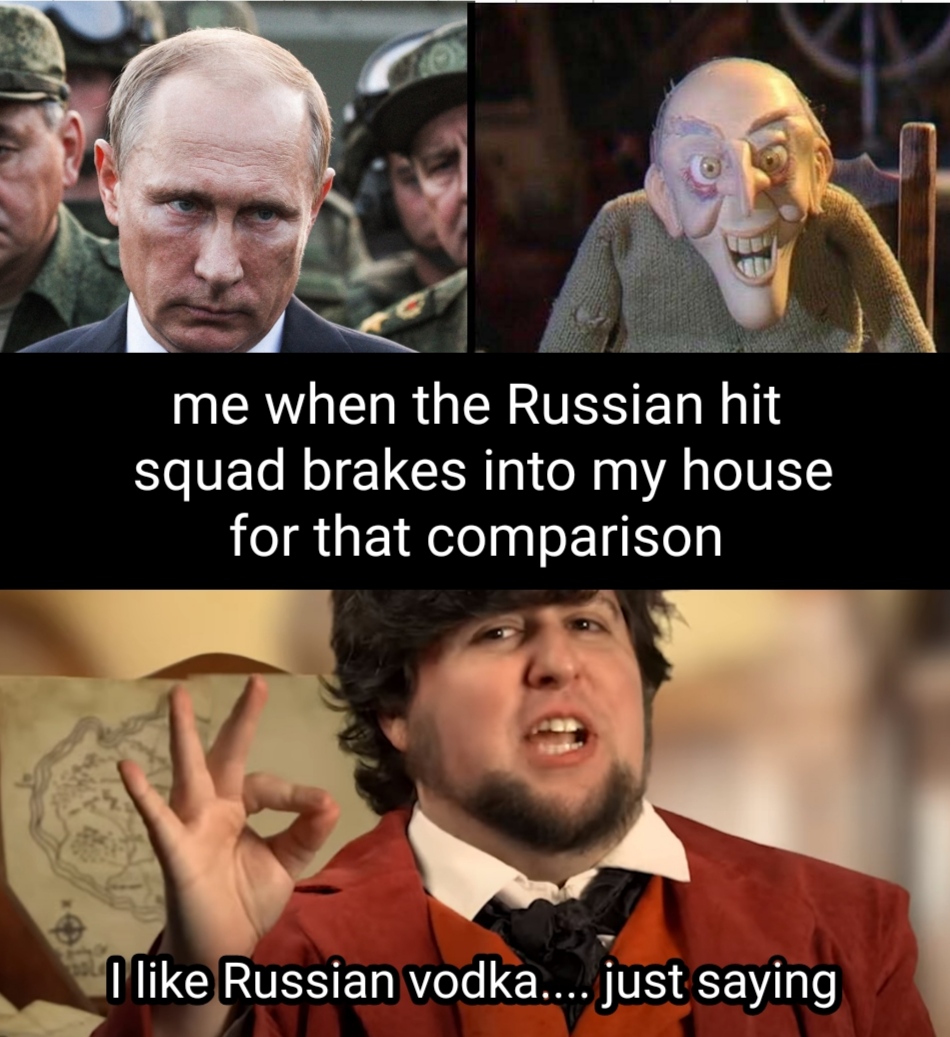 me when the Russian hit
squad brakes into my house
for that comparison
I like Russian vodka.... just saying